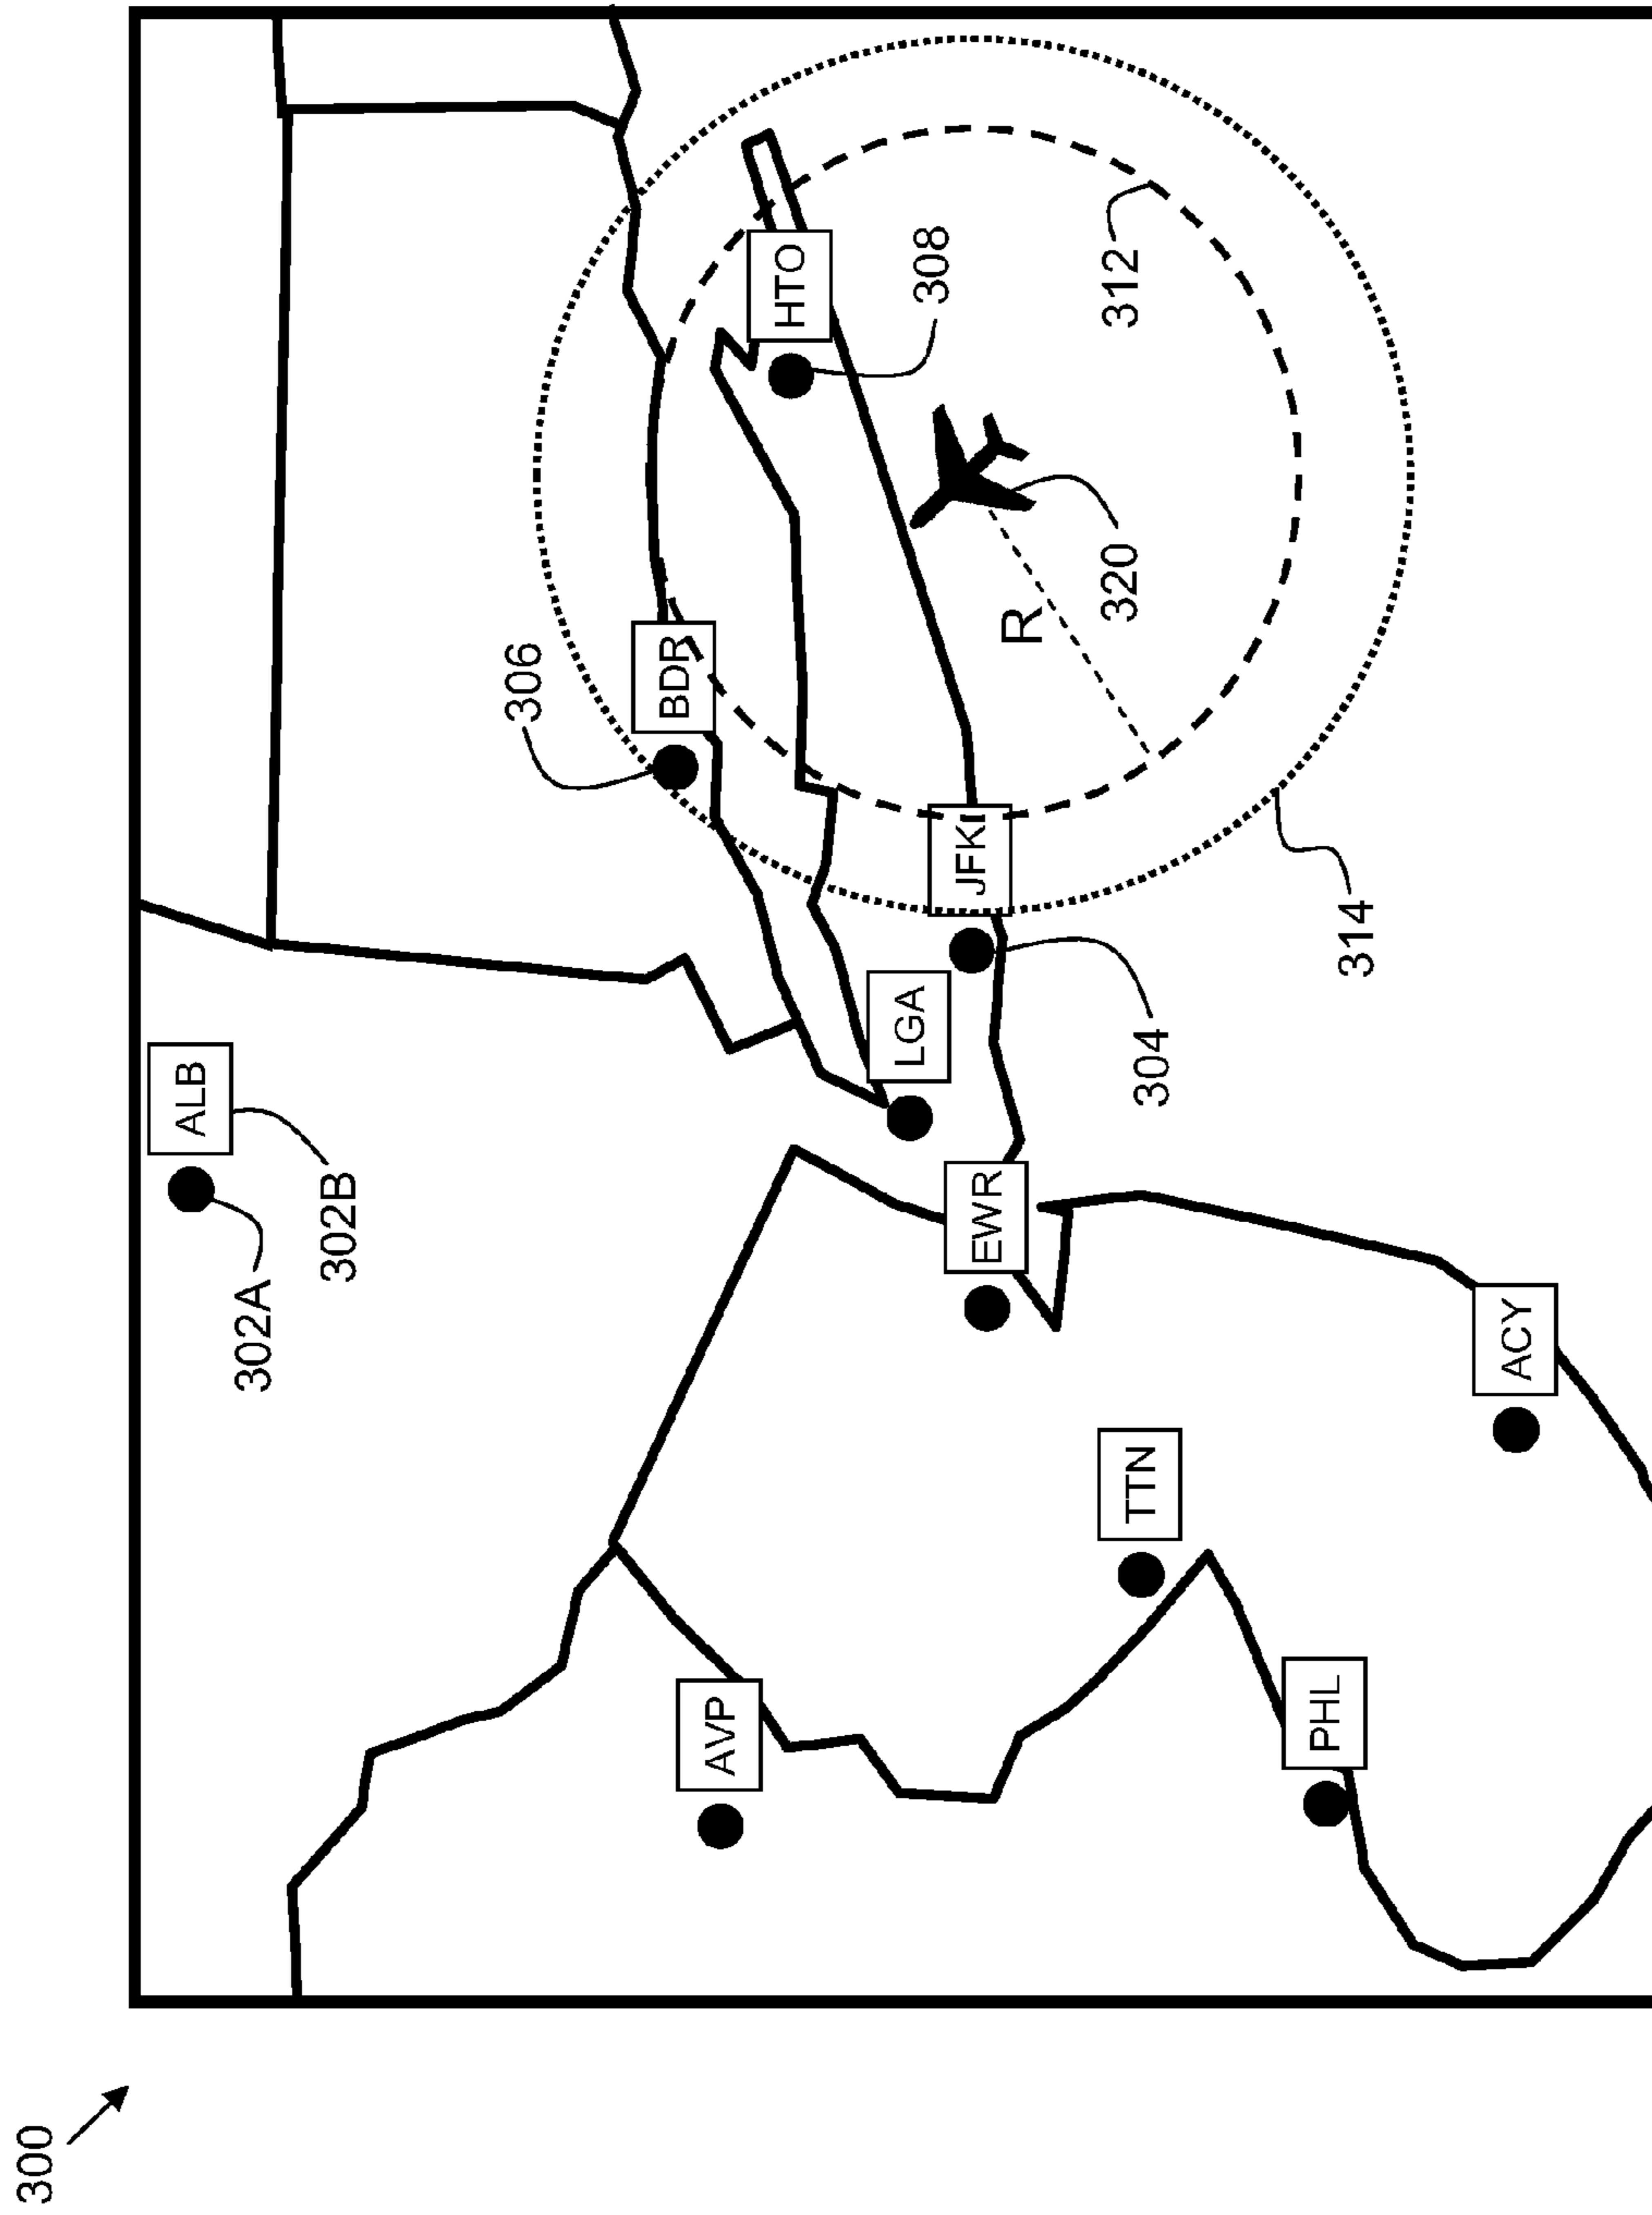 300
ALB
302A
302B
306
BDR
AVP
HTO
LGA
308
JFK
EWR
R
TTN
304
320
312
PHL
314
ACY